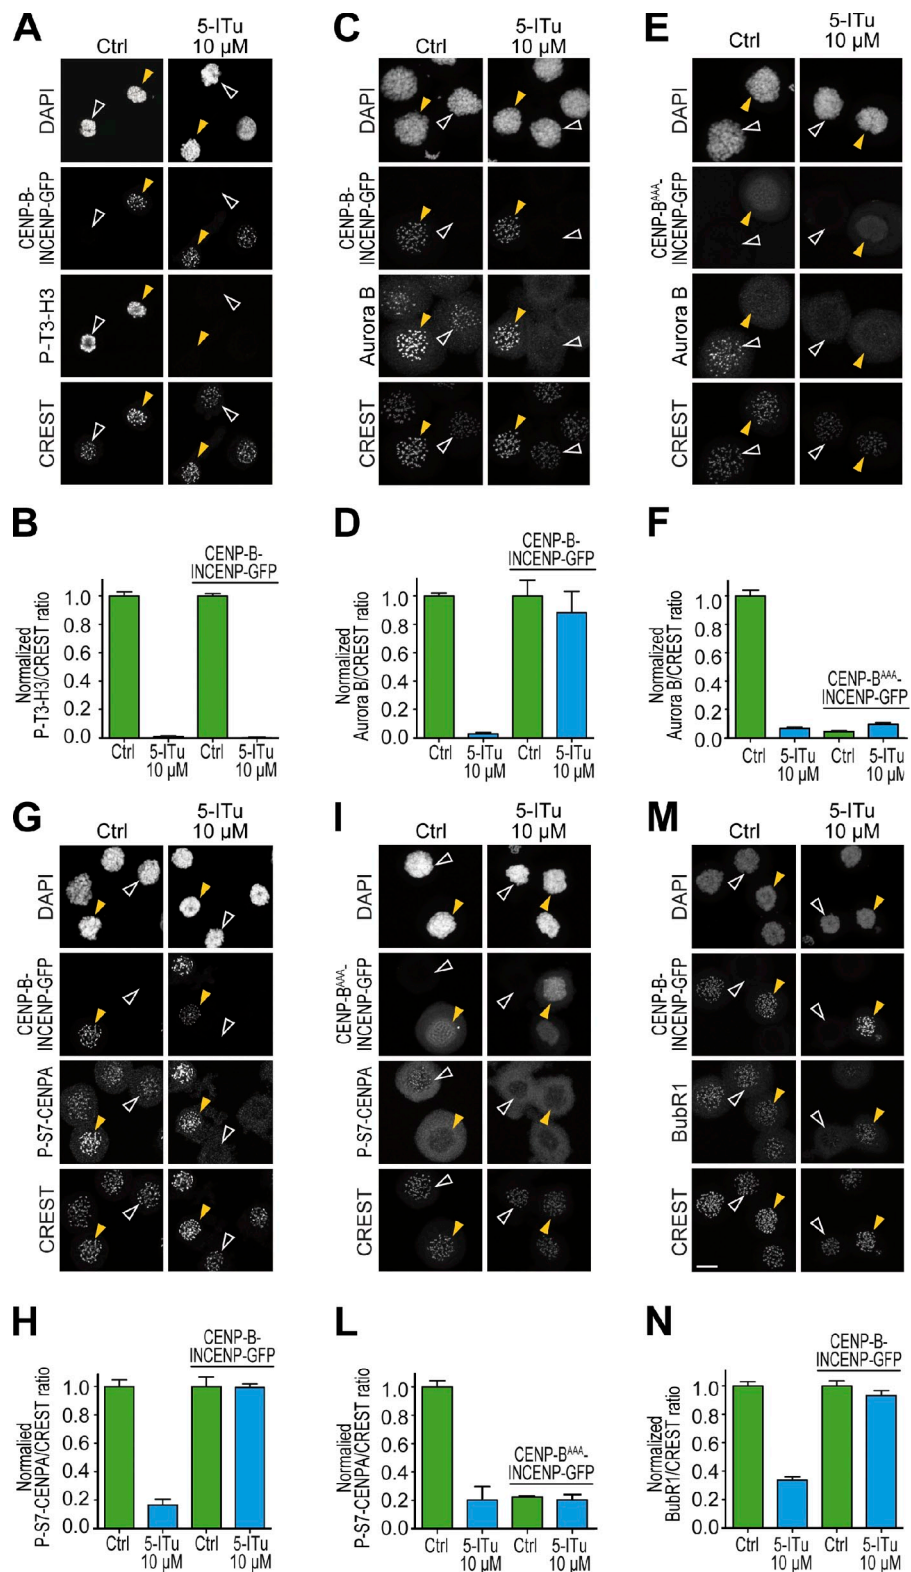 A
Ctrl
5-ITu
10 µM
DAPI
CENP-B-
INCENP-GFP
P-T3-H3
CREST
C
Ctrl
5-ITu
10 µM
DAPI
CENP-B-
INCENP-GFP
Aurora B
CREST
E
Ctrl
5-ITu
10 µM
DAPI
CENP-Bᴬᴬᴬ-
INCENP-GFP
Aurora B
CREST
B
CENP-B-
INCENP-GFP
Normalized
P-T3-H3/CREST ratio
1.0
0.8
0.6
0.4
0.2
0.0
Ctrl
5-ITu
10 µM
Ctrl
5-ITu
10 µM
D
CENP-B-
INCENP-GFP
Normalized
Aurora B/CREST ratio
1.0
0.8
0.6
0.4
0.2
0.0
Ctrl
5-ITu
10 µM
Ctrl
5-ITu
10 µM
F
CENP-Bᴬᴬᴬ-
INCENP-GFP
Normalized
Aurora B/CREST ratio
1.0
0.8
0.6
0.4
0.2
0.0
Ctrl
5-ITu
10 µM
Ctrl
5-ITu
10 µM
G
Ctrl
5-ITu
10 µM
DAPI
CENP-B-
INCENP-GFP
P-S7-CENPA
CREST
I
Ctrl
5-ITu
10 µM
DAPI
CENP-Bᴬᴬᴬ-
INCENP-GFP
P-S7-CENPA
CREST
M
Ctrl
5-ITu
10 µM
DAPI
CENP-B-
INCENP-GFP
BubR1
CREST
H
CENP-B-
INCENP-GFP
Normalied
P-S7-CENPA/CREST ratio
1.0
0.8
0.6
0.4
0.2
0.0
Ctrl
5-ITu
10 µM
Ctrl
5-ITu
10 µM
L
CENP-Bᴬᴬᴬ-
INCENP-GFP
Normalied
P-S7-CENPA/CREST ratio
1.0
0.8
0.6
0.4
0.2
0.0
Ctrl
5-ITu
10 µM
Ctrl
5-ITu
10 µM
N
CENP-B-
INCENP-GFP
Normalized
BubR1/CREST ratio
1.0
0.8
0.6
0.4
0.2
0.0
Ctrl
5-ITu
10 µM
Ctrl
5-ITu
10 µM